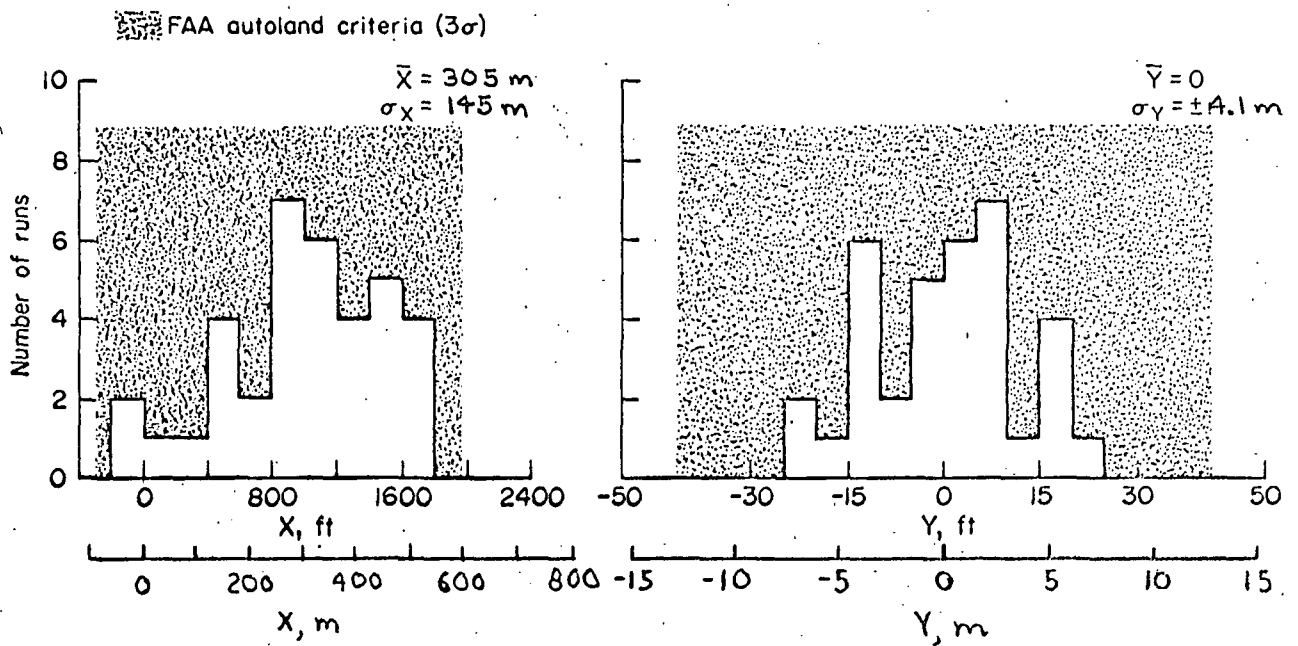 FAA autoland criteria (3σ)
X̄ = 305 m
σX = 145 m
Number of runs
10
8
6
4
2
0
0 800 1600 2400
X, ft
0 200 400 600 800
X, m
Ȳ = 0
σY = ±4.1 m
-50 -30 -15 0 15 30 50
Y, ft
-15 -10 -5 0 5 10 15
Y, m